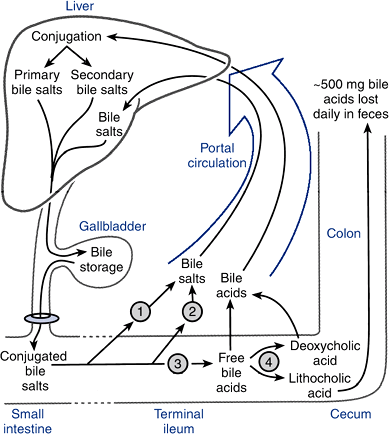 Liver
Conjugation
Primary
bile salts
Secondary
bile salts
Bile
salts
~500 mg bile
acids lost
daily in feces
Portal
circulation
Gallbladder
Bile
storage
Colon
Bile
salts
Bile
acids
1
2
Conjugated
bile
salts
3
Free
bile
acids
4
Deoxycholic
acid
Lithocholic
acid
Small
intestine
Terminal
ileum
Cecum